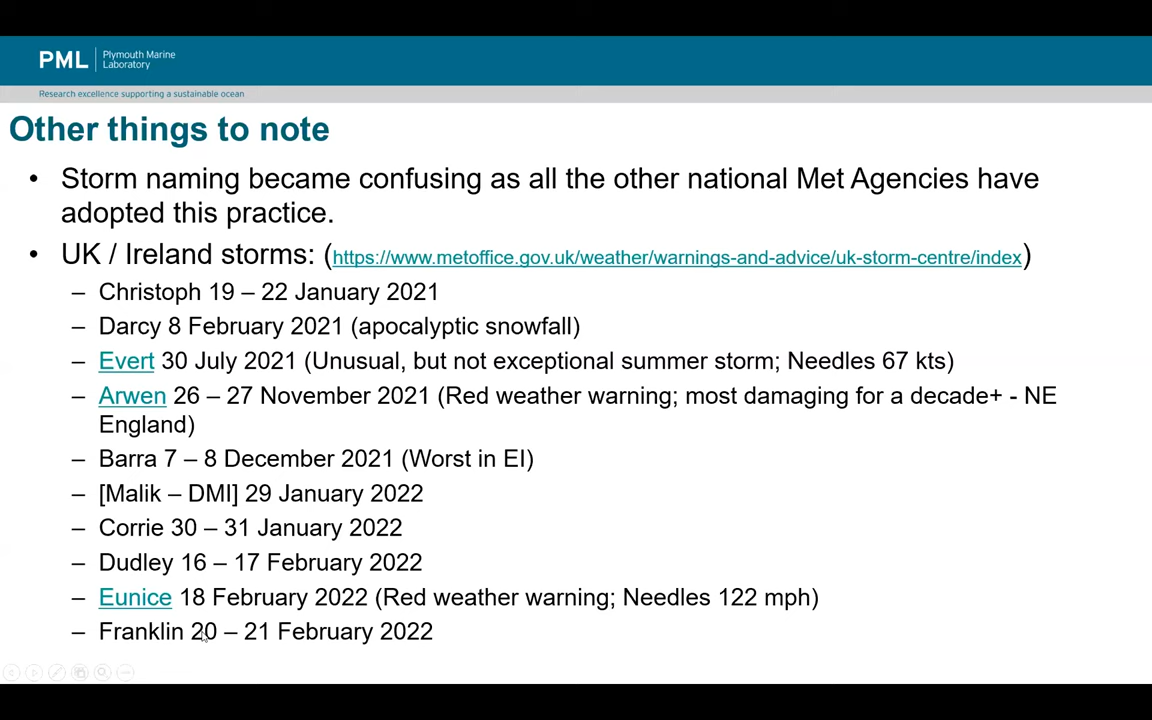 PML | Plymouth Marine
Laboratory
Research excellence supporting a sustainable ocean
Other things to note
• Storm naming became confusing as all the other national Met Agencies have
adopted this practice.
• UK / Ireland storms: (https://www.metoffice.gov.uk/weather/warnings-and-advice/uk-storm-centre/index)
– Christoph 19 – 22 January 2021
– Darcy 8 February 2021 (apocalyptic snowfall)
– Evert 30 July 2021 (Unusual, but not exceptional summer storm; Needles 67 kts)
– Arwen 26 – 27 November 2021 (Red weather warning; most damaging for a decade+ - NE
England)
– Barra 7 – 8 December 2021 (Worst in EI)
– [Malik – DMI] 29 January 2022
– Corrie 30 – 31 January 2022
– Dudley 16 – 17 February 2022
– Eunice 18 February 2022 (Red weather warning; Needles 122 mph)
– Franklin 20 – 21 February 2022